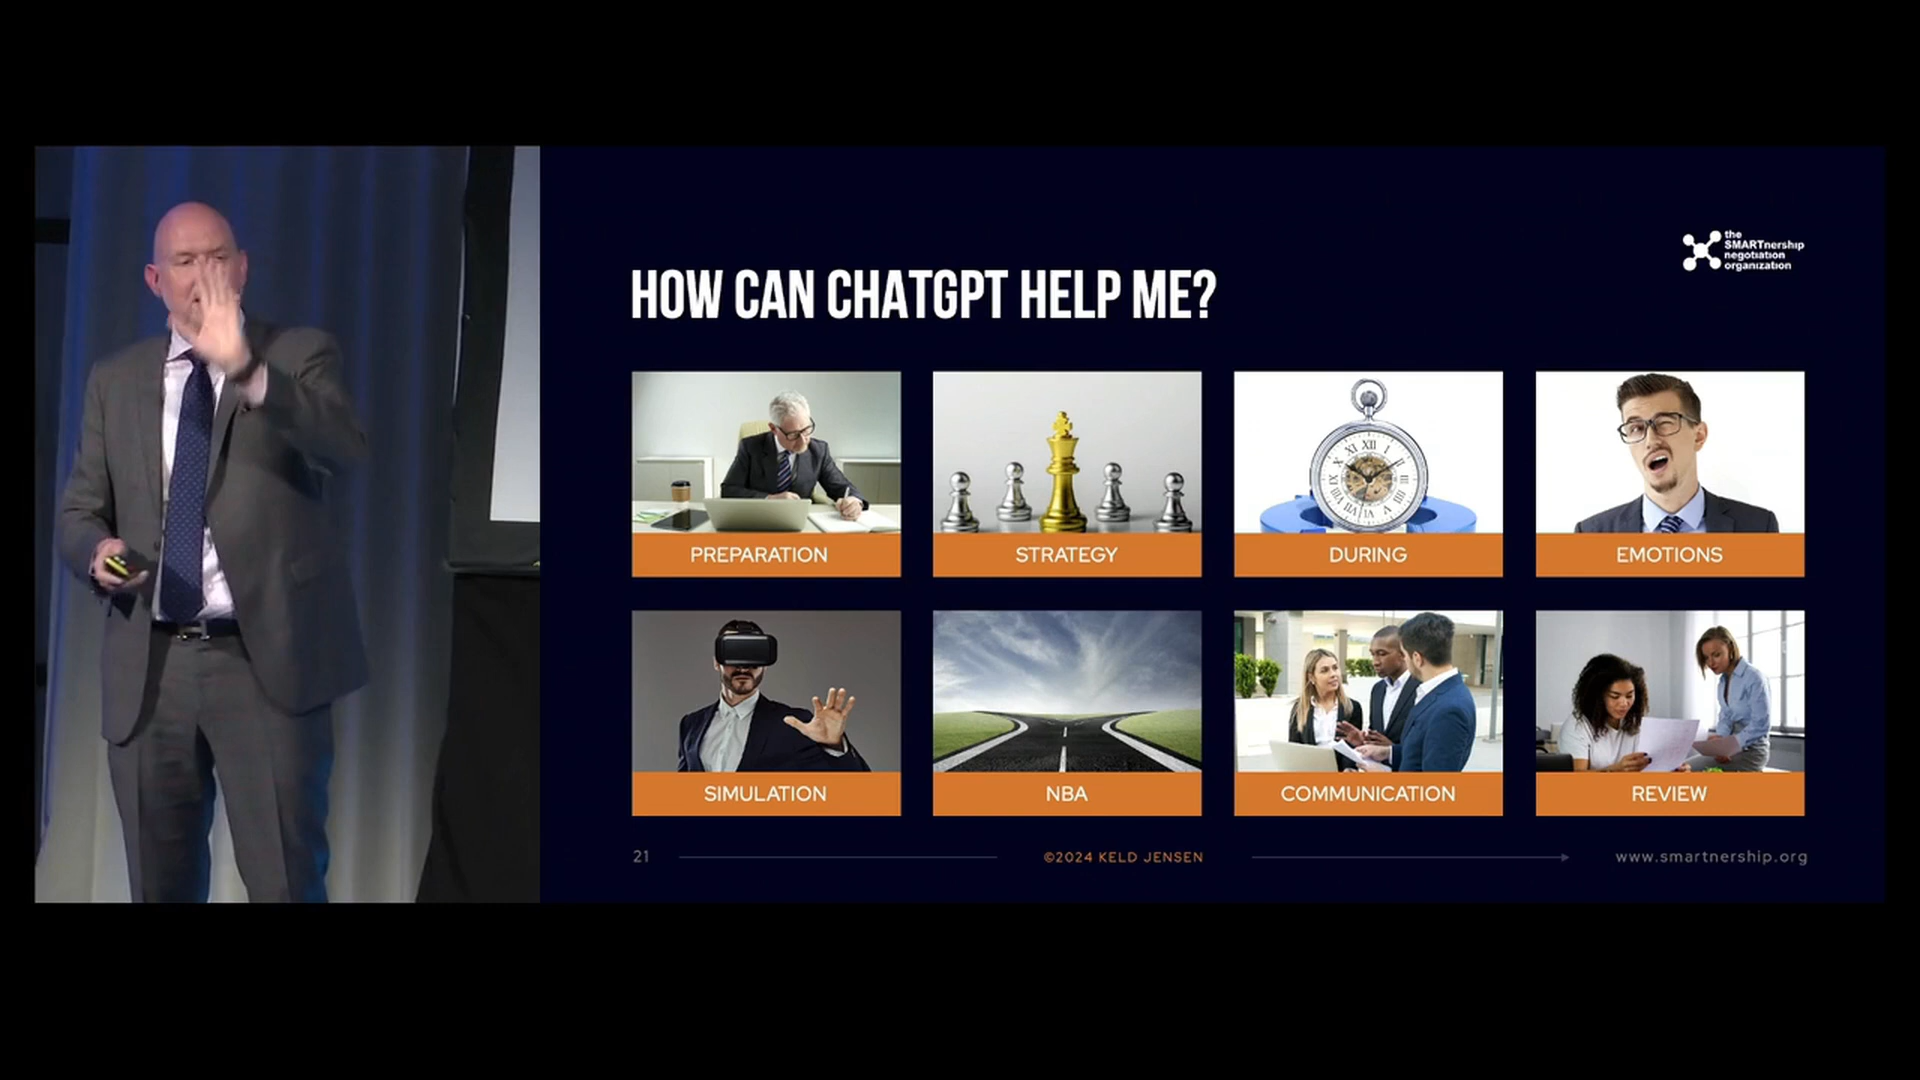 the
SMARTnership
negotiation
organization
HOW CAN CHATGPT HELP ME?
PREPARATION
STRATEGY
DURING
EMOTIONS
SIMULATION
NBA
COMMUNICATION
REVIEW
21
©2024 KELD JENSEN
www.smartnership.org